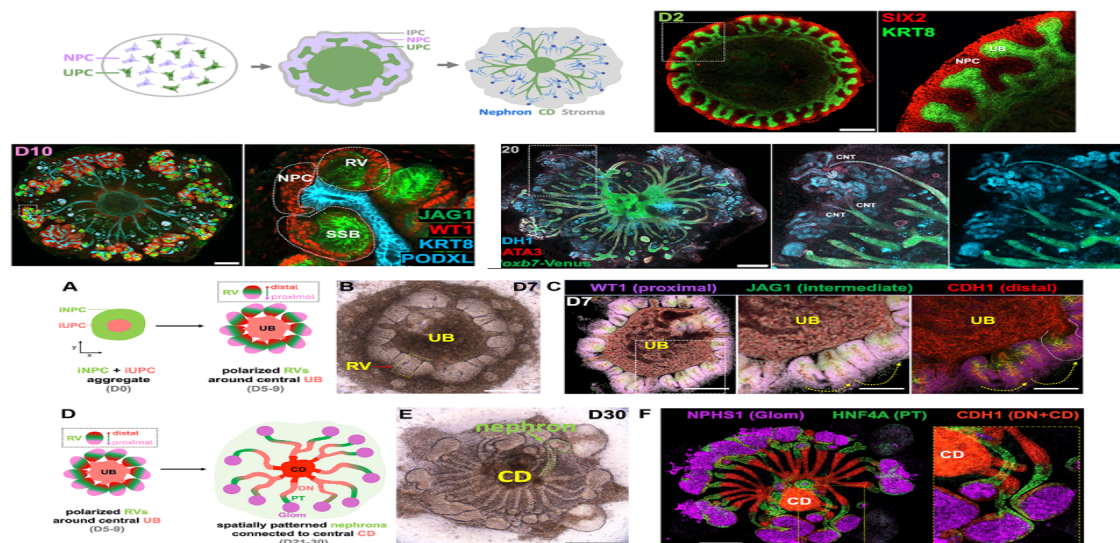 NPC
UPC
IPC
NPC
UPC
Nephron CD Stroma
D2
SIX2
KRT8
UB
NPC
D10
NPC
RV
SSB
JAG1
WT1
KRT8
PODXL
20
DH1
ATA3
oxb7-Venus
CNT
CNT
CNT
A
iNPC
iUPC
y
x
iNPC + iUPC
aggregate
(D0)
RV
distal
proximal
UB
polarized RVs
around central UB
(D5-9)
B
D7
UB
RV
C
WT1 (proximal)
JAG1 (intermediate)
CDH1 (distal)
D7
UB
UB
UB
D
RV
distal
proximal
UB
polarized RVs
around central UB
(D5-9)
CD
DN
PT
Glom
spatially patterned nephrons
connected to central CD
(D21-30)
E
D30
nephron
CD
F
NPHS1 (Glom)
HNF4A (PT)
CDH1 (DN+CD)
CD
CD